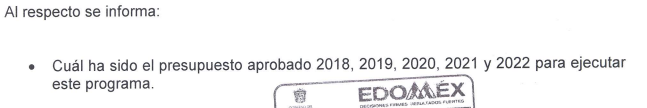 Al respecto se informa:
• Cuál ha sido el presupuesto aprobado 2018, 2019, 2020, 2021 y 2022 para ejecutar
este programa.
EDOMÉX
DECISIONES FIRMES, RESULTADOS FUERTES